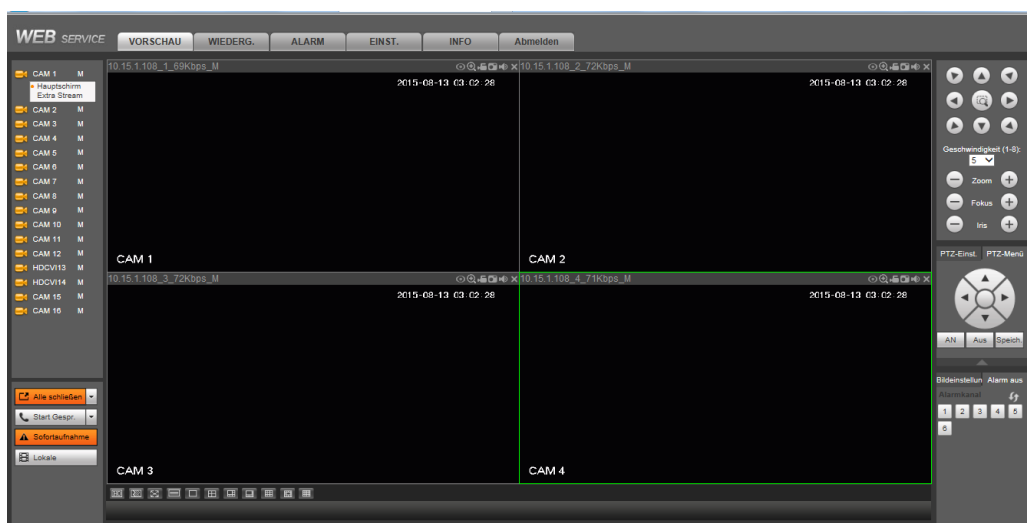 WEB SERVICE
VORSCHAU WIEDERG. ALARM EINST. INFO Abmelden
CAM 1 M
Hauptschirm
Extra Stream
CAM 2 M
CAM 3 M
CAM 4 M
CAM 5 M
CAM 6 M
CAM 7 M
CAM 8 M
CAM 9 M
CAM 10 M
CAM 11 M
CAM 12 M
HDCVI13 M
HDCVI14 M
CAM 15 M
CAM 16 M
Alle schließen
Start Gespr.
Sofortaufnahme
Lokale
10.15.1.108_1_69Kbps_M
2015-08-13 03:02:28
CAM 1
10.15.1.108_2_72Kbps_M
2015-08-13 03:02:28
CAM 2
10.15.1.108_3_72Kbps_M
2015-08-13 03:02:28
CAM 3
10.15.1.108_4_71Kbps_M
2015-08-13 03:02:28
CAM 4
Geschwindigkeit (1-8):
5
Zoom
Fokus
Iris
PTZ-Einst. PTZ-Menü
AN Aus Speich.
Bildeinstellun Alarm aus
Alarmkanal
1 2 3 4 5
6